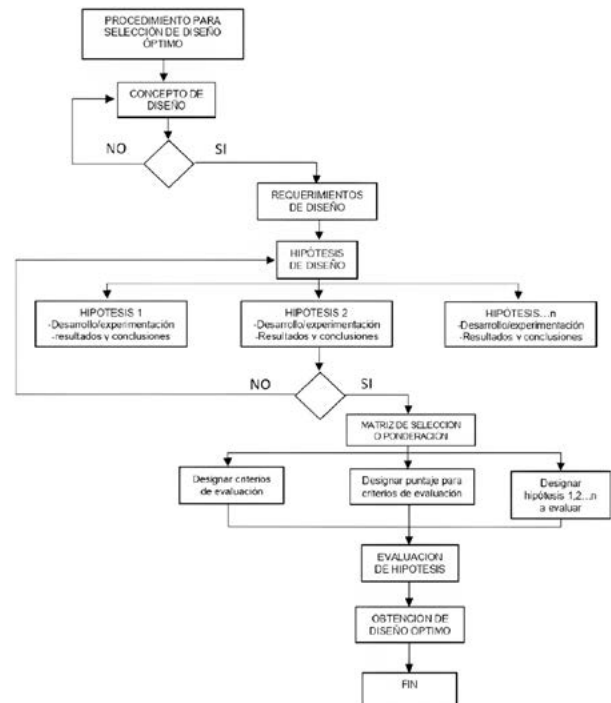 PROCEDIMIENTO PARA
SELECCIÓN DE DISEÑO
ÓPTIMO
CONCEPTO DE
DISEÑO
NO
SI
REQUERIMIENTOS
DE DISEÑO
HIPÓTESIS
DE DISEÑO
HIPOTESIS 1
-Desarrollo/experimentación
-resultados y conclusiones
HIPOTESIS 2
-Desarrollo/experimentación
-Resultados y conclusiones
HIPOTESIS...n
-Desarrollo/experimentación
-Resultados y conclusiones
NO
SI
MATRIZ DE SELECCIÓN
O PONDERACIÓN
Designar criterios
de evaluación
Designar puntaje para
criterios de evaluación
Designar
hipótesis 1,2...n
a evaluar
EVALUACION
DE HIPOTESIS
OBTENCION DE
DISEÑO OPTIMO
FIN